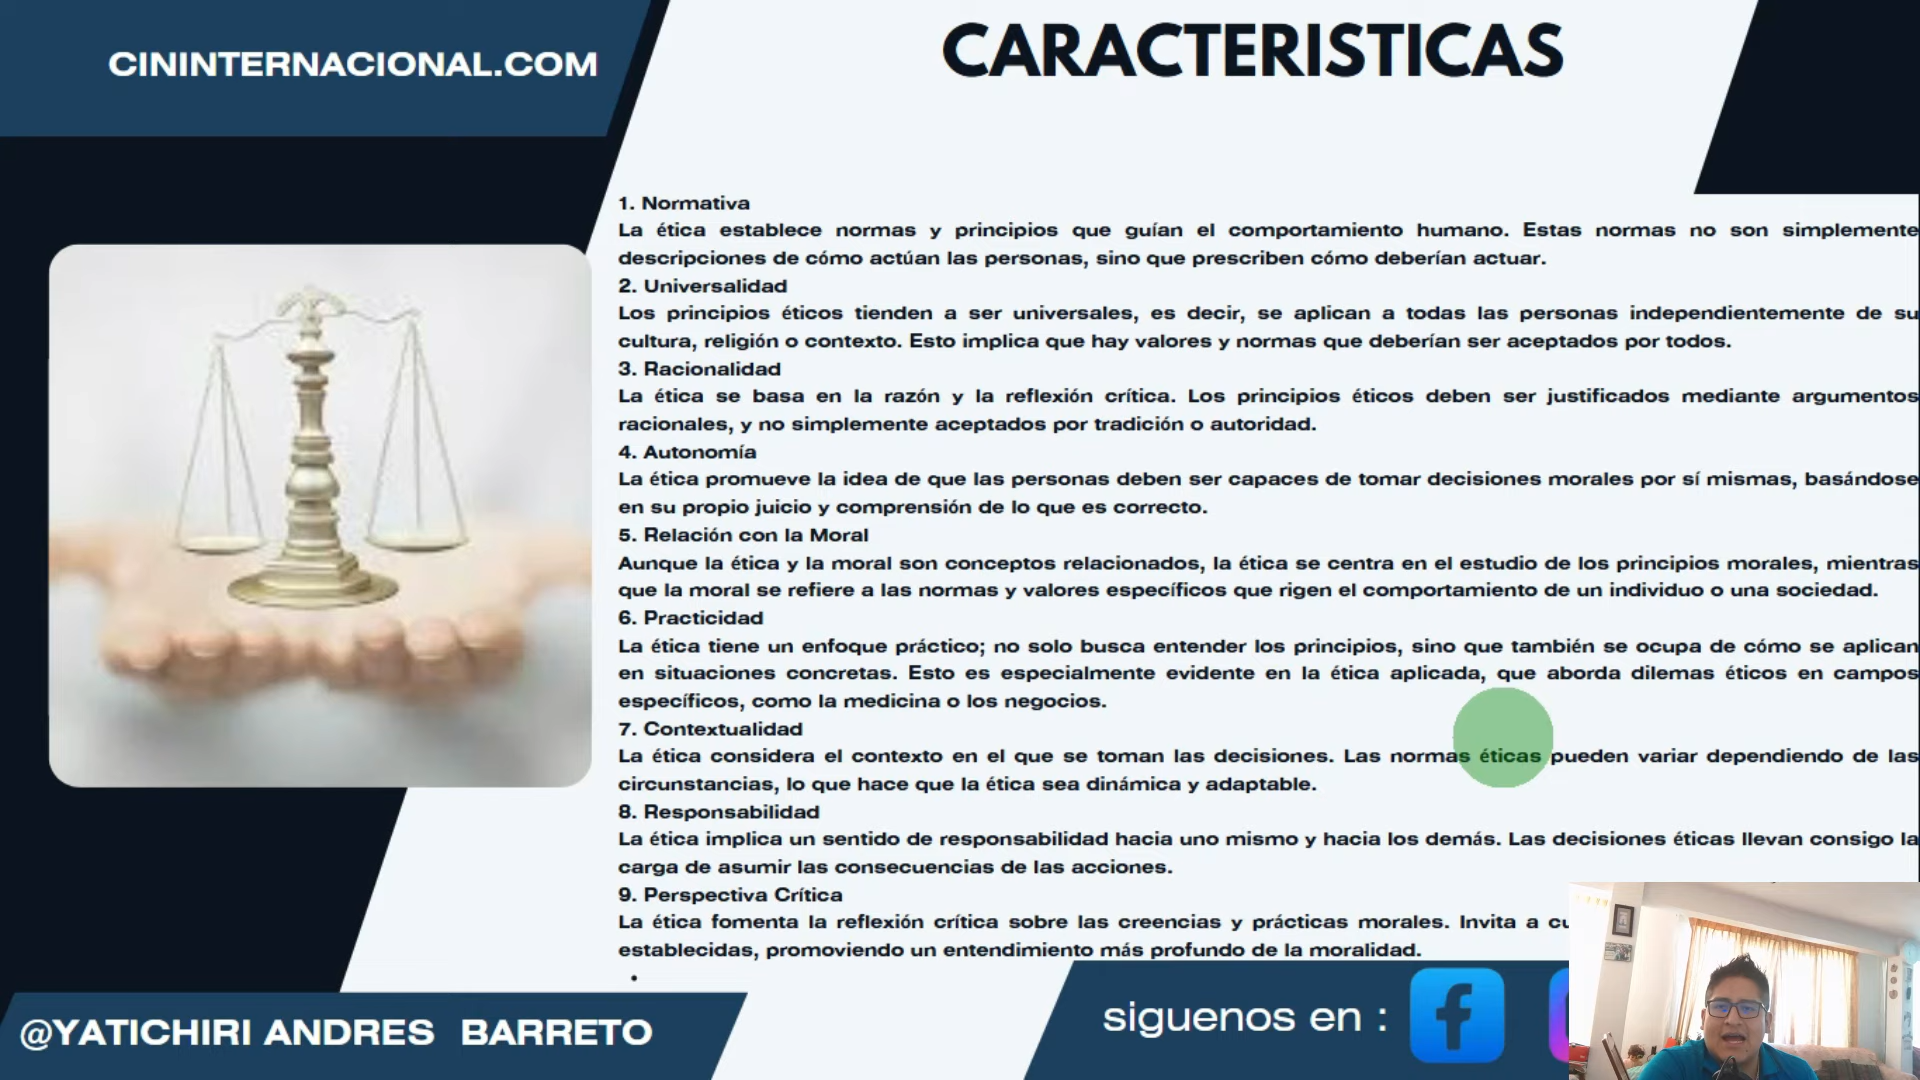 CININTERNACIONAL.COM
CARACTERISTICAS
1. Normativa
La ética establece normas y principios que guían el comportamiento humano. Estas normas no son simplemente
descripciones de cómo actúan las personas, sino que prescriben cómo deberían actuar.
2. Universalidad
Los principios éticos tienden a ser universales, es decir, se aplican a todas las personas independientemente de su
cultura, religión o contexto. Esto implica que hay valores y normas que deberían ser aceptados por todos.
3. Racionalidad
La ética se basa en la razón y la reflexión crítica. Los principios éticos deben ser justificados mediante argumentos
racionales, y no simplemente aceptados por tradición o autoridad.
4. Autonomía
La ética promueve la idea de que las personas deben ser capaces de tomar decisiones morales por sí mismas, basándose
en su propio juicio y comprensión de lo que es correcto.
5. Relación con la Moral
Aunque la ética y la moral son conceptos relacionados, la ética se centra en el estudio de los principios morales, mientras
que la moral se refiere a las normas y valores específicos que rigen el comportamiento de un individuo o una sociedad.
6. Practicidad
La ética tiene un enfoque práctico; no solo busca entender los principios, sino que también se ocupa de cómo se aplican
en situaciones concretas. Esto es especialmente evidente en la ética aplicada, que aborda dilemas éticos en campos
específicos, como la medicina o los negocios.
7. Contextualidad
La ética considera el contexto en el que se toman las decisiones. Las normas éticas pueden variar dependiendo de las
circunstancias, lo que hace que la ética sea dinámica y adaptable.
8. Responsabilidad
La ética implica un sentido de responsabilidad hacia uno mismo y hacia los demás. Las decisiones éticas llevan consigo la
carga de asumir las consecuencias de las acciones.
9. Perspectiva Crítica
La ética fomenta la reflexión crítica sobre las creencias y prácticas morales. Invita a
establecidas, promoviendo un entendimiento más profundo de la moralidad.
@YATICHIRI ANDRES BARRETO
siguenos en :